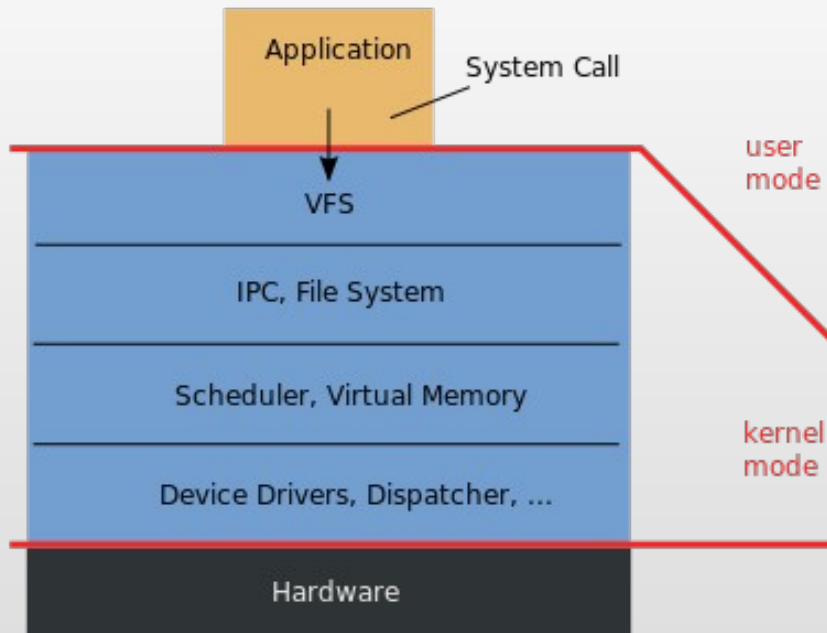 Application
System Call
user
mode
VFS
IPC, File System
Scheduler, Virtual Memory
kernel
mode
Device Drivers, Dispatcher, ...
Hardware